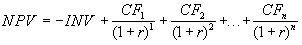 NPV = −INV + CF₁/(1 + r)¹ + CF₂/(1 + r)² + ... + CFₙ/(1 + r)ⁿ